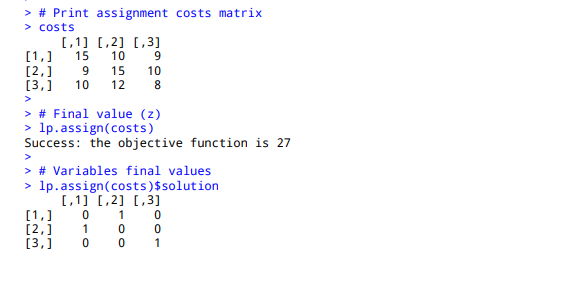 > # Print assignment costs matrix
> costs
     [,1] [,2] [,3]
[1,]   15   10    9
[2,]    9   15   10
[3,]   10   12    8
>
> # Final value (z)
> lp.assign(costs)
Success: the objective function is 27
>
> # Variables final values
> lp.assign(costs)$solution
     [,1] [,2] [,3]
[1,]    0    1    0
[2,]    1    0    0
[3,]    0    0    1